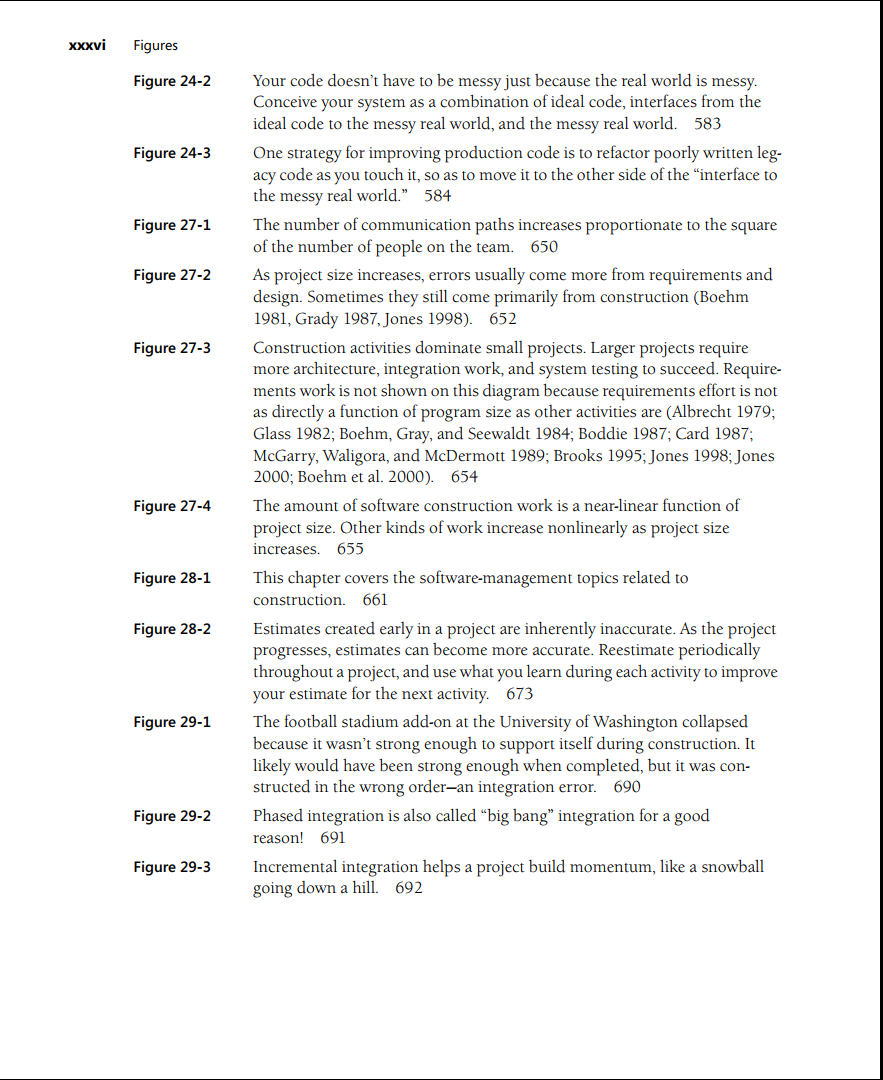 xxxvi Figures
Figure 24-2 Your code doesn’t have to be messy just because the real world is messy.
Conceive your system as a combination of ideal code, interfaces from the
ideal code to the messy real world, and the messy real world. 583
Figure 24-3 One strategy for improving production code is to refactor poorly written leg-
acy code as you touch it, so as to move it to the other side of the “interface to
the messy real world.” 584
Figure 27-1 The number of communication paths increases proportionate to the square
of the number of people on the team. 650
Figure 27-2 As project size increases, errors usually come more from requirements and
design. Sometimes they still come primarily from construction (Boehm
1981, Grady 1987, Jones 1998). 652
Figure 27-3 Construction activities dominate small projects. Larger projects require
more architecture, integration work, and system testing to succeed. Require-
ments work is not shown on this diagram because requirements effort is not
as directly a function of program size as other activities are (Albrecht 1979;
Glass 1982; Boehm, Gray, and Seewaldt 1984; Boddie 1987; Card 1987;
McGarry, Waligora, and McDermott 1989; Brooks 1995; Jones 1998; Jones
2000; Boehm et al. 2000). 654
Figure 27-4 The amount of software construction work is a near-linear function of
project size. Other kinds of work increase nonlinearly as project size
increases. 655
Figure 28-1 This chapter covers the software-management topics related to
construction. 661
Figure 28-2 Estimates created early in a project are inherently inaccurate. As the project
progresses, estimates can become more accurate. Reestimate periodically
throughout a project, and use what you learn during each activity to improve
your estimate for the next activity. 673
Figure 29-1 The football stadium add-on at the University of Washington collapsed
because it wasn’t strong enough to support itself during construction. It
likely would have been strong enough when completed, but it was con-
structed in the wrong order—an integration error. 690
Figure 29-2 Phased integration is also called “big bang” integration for a good
reason! 691
Figure 29-3 Incremental integration helps a project build momentum, like a snowball
going down a hill. 692